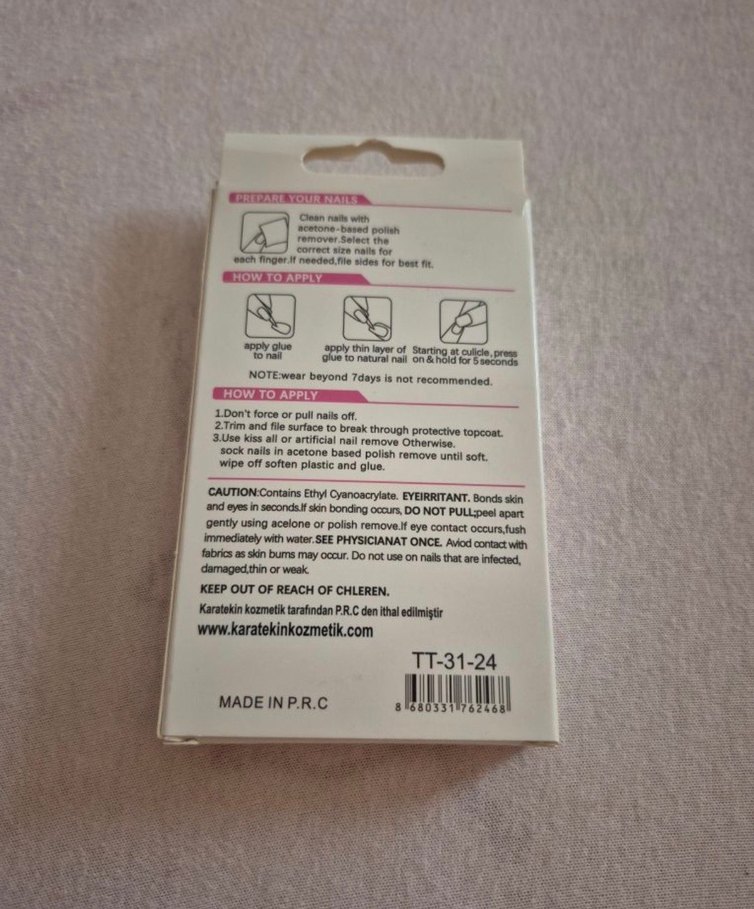 PREPARE YOUR NAILS
Clean nails with
acetone-based polish
remover.Select the
correct size nails for
each finger.If needed,file sides for best fit.
HOW TO APPLY
apply glue
to nail
apply thin layer of
glue to natural nail
Starting at culicle,press
on & hold for 5 seconds
NOTE:wear beyond 7days is not recommended.
HOW TO APPLY
1.Don't force or pull nails off.
2.Trim and file surface to break through protective topcoat.
3.Use kiss all or artificial nail remove Otherwise.
sock nails in acetone based polish remove until soft.
wipe off soften plastic and glue.
CAUTION:Contains Ethyl Cyanoacrylate. EYEIRRITANT. Bonds skin
and eyes in seconds.If skin bonding occurs, DO NOT PULL;peel apart
gently using acelone or polish remove.If eye contact occurs,fush
immediately with water.SEE PHYSICIANAT ONCE. Aviod contact with
fabrics as skin bums may occur. Do not use on nails that are infected,
damaged,thin or weak.
KEEP OUT OF REACH OF CHLEREN.
Karatekin kozmetik tarafından P.R.C den ithal edilmiştir
www.karatekinkozmetik.com
TT-31-24
MADE IN P.R.C
8 680331 762468